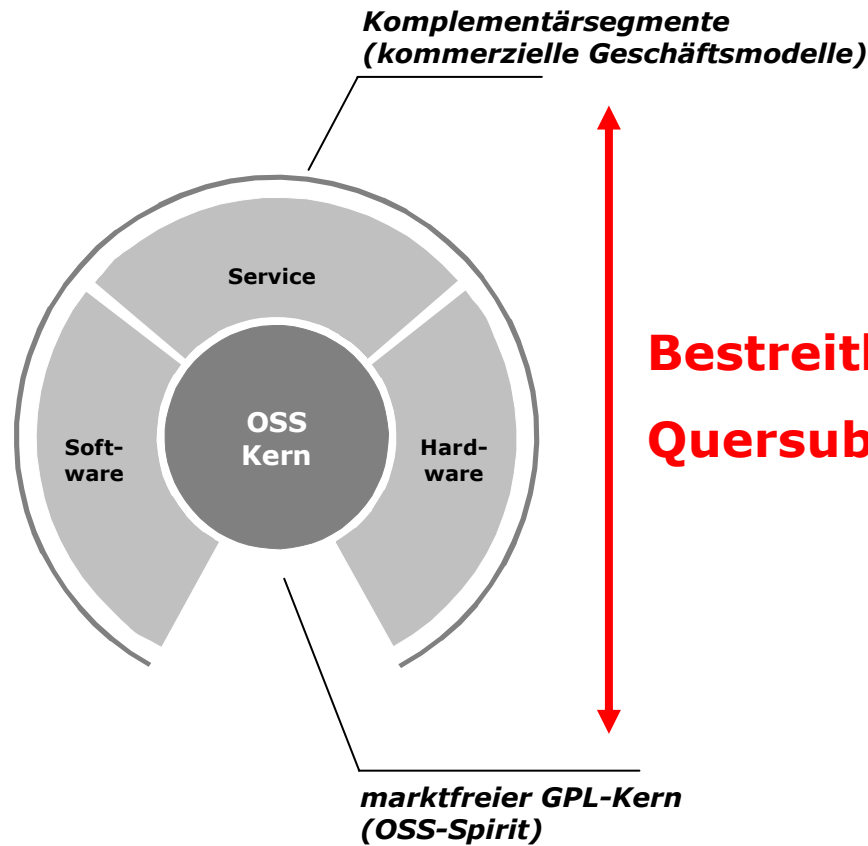 Komplementärsegmente
(kommerzielle Geschäftsmodelle)
Service
Soft-
ware
OSS
Kern
Hard-
ware
marktfreier GPL-Kern
(OSS-Spirit)